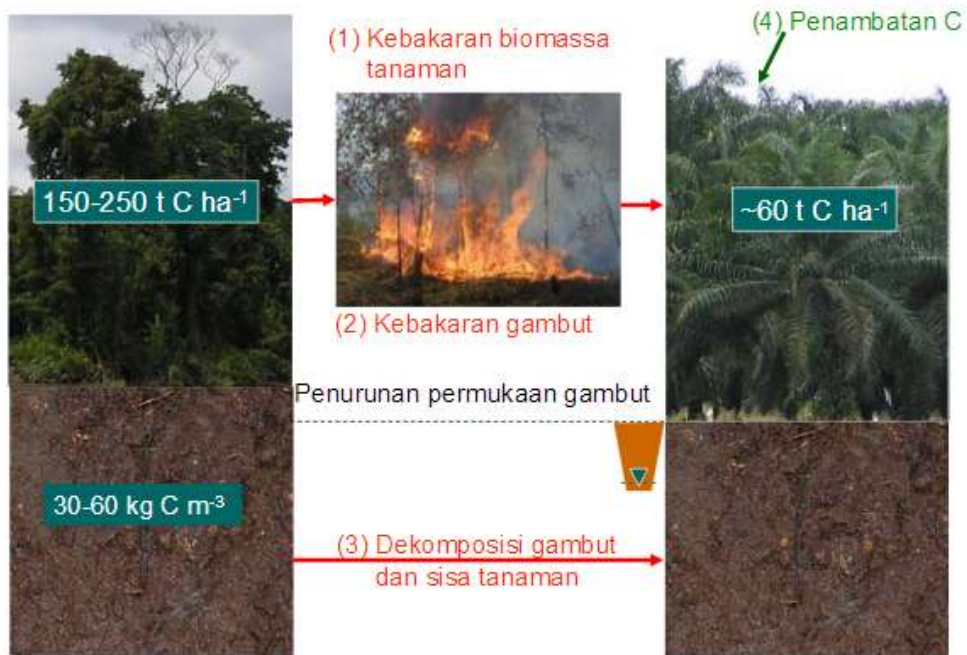 (1) Kebakaran biomassa
tanaman
(4) Penambatan C
150-250 t C ha⁻¹
~60 t C ha⁻¹
(2) Kebakaran gambut
Penurunan permukaan gambut
30-60 kg C m⁻³
(3) Dekomposisi gambut
dan sisa tanaman